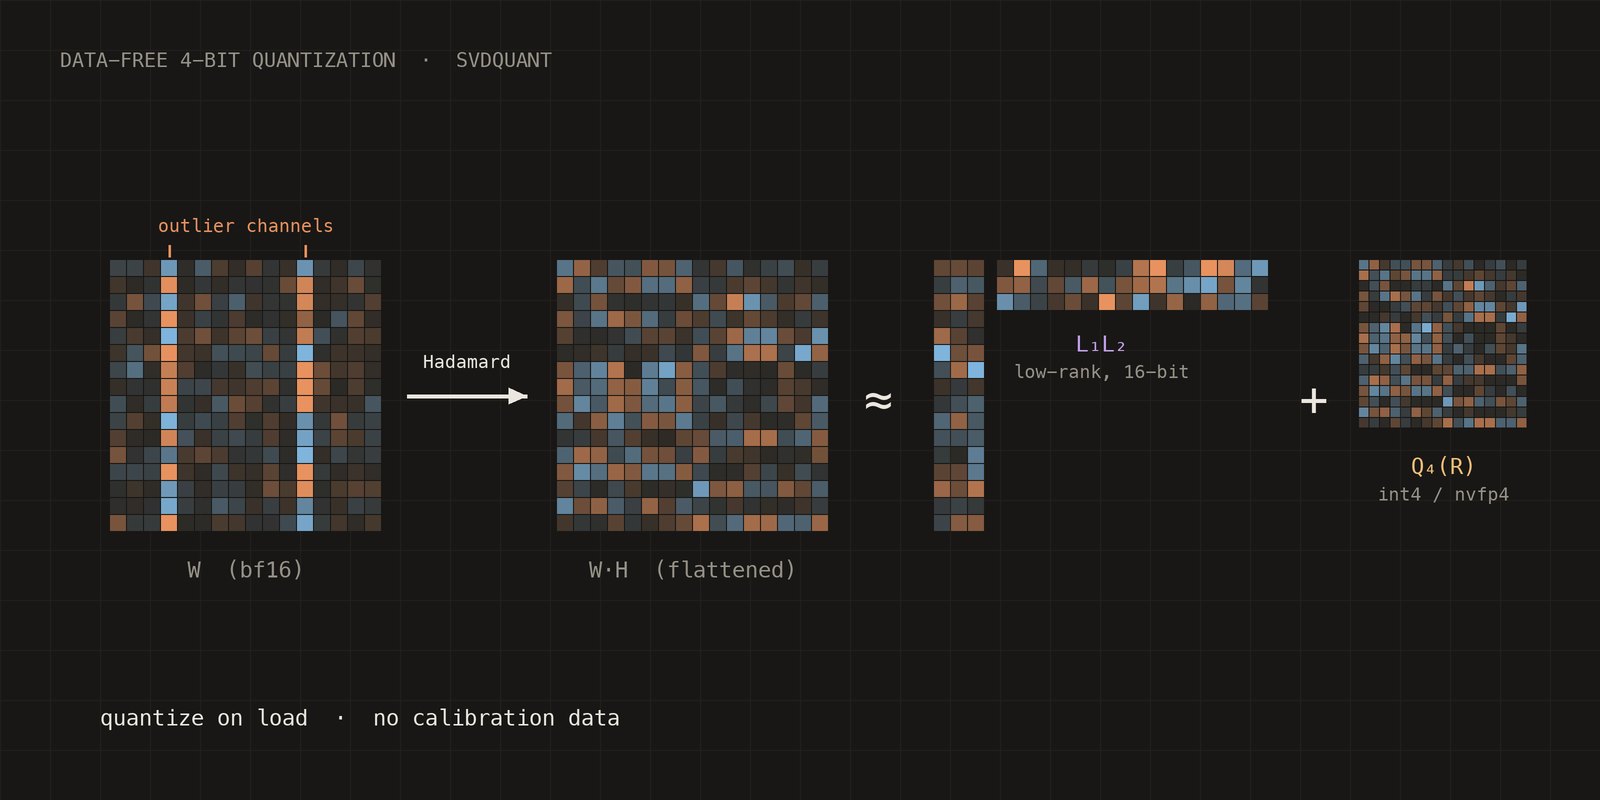 DATA-FREE 4-BIT QUANTIZATION · SVDQUANT
outlier channels
Hadamard
≈
L₁L₂
low-rank, 16-bit
+
Q₄(R)
int4 / nvfp4
W (bf16)
W·H (flattened)
quantize on load · no calibration data